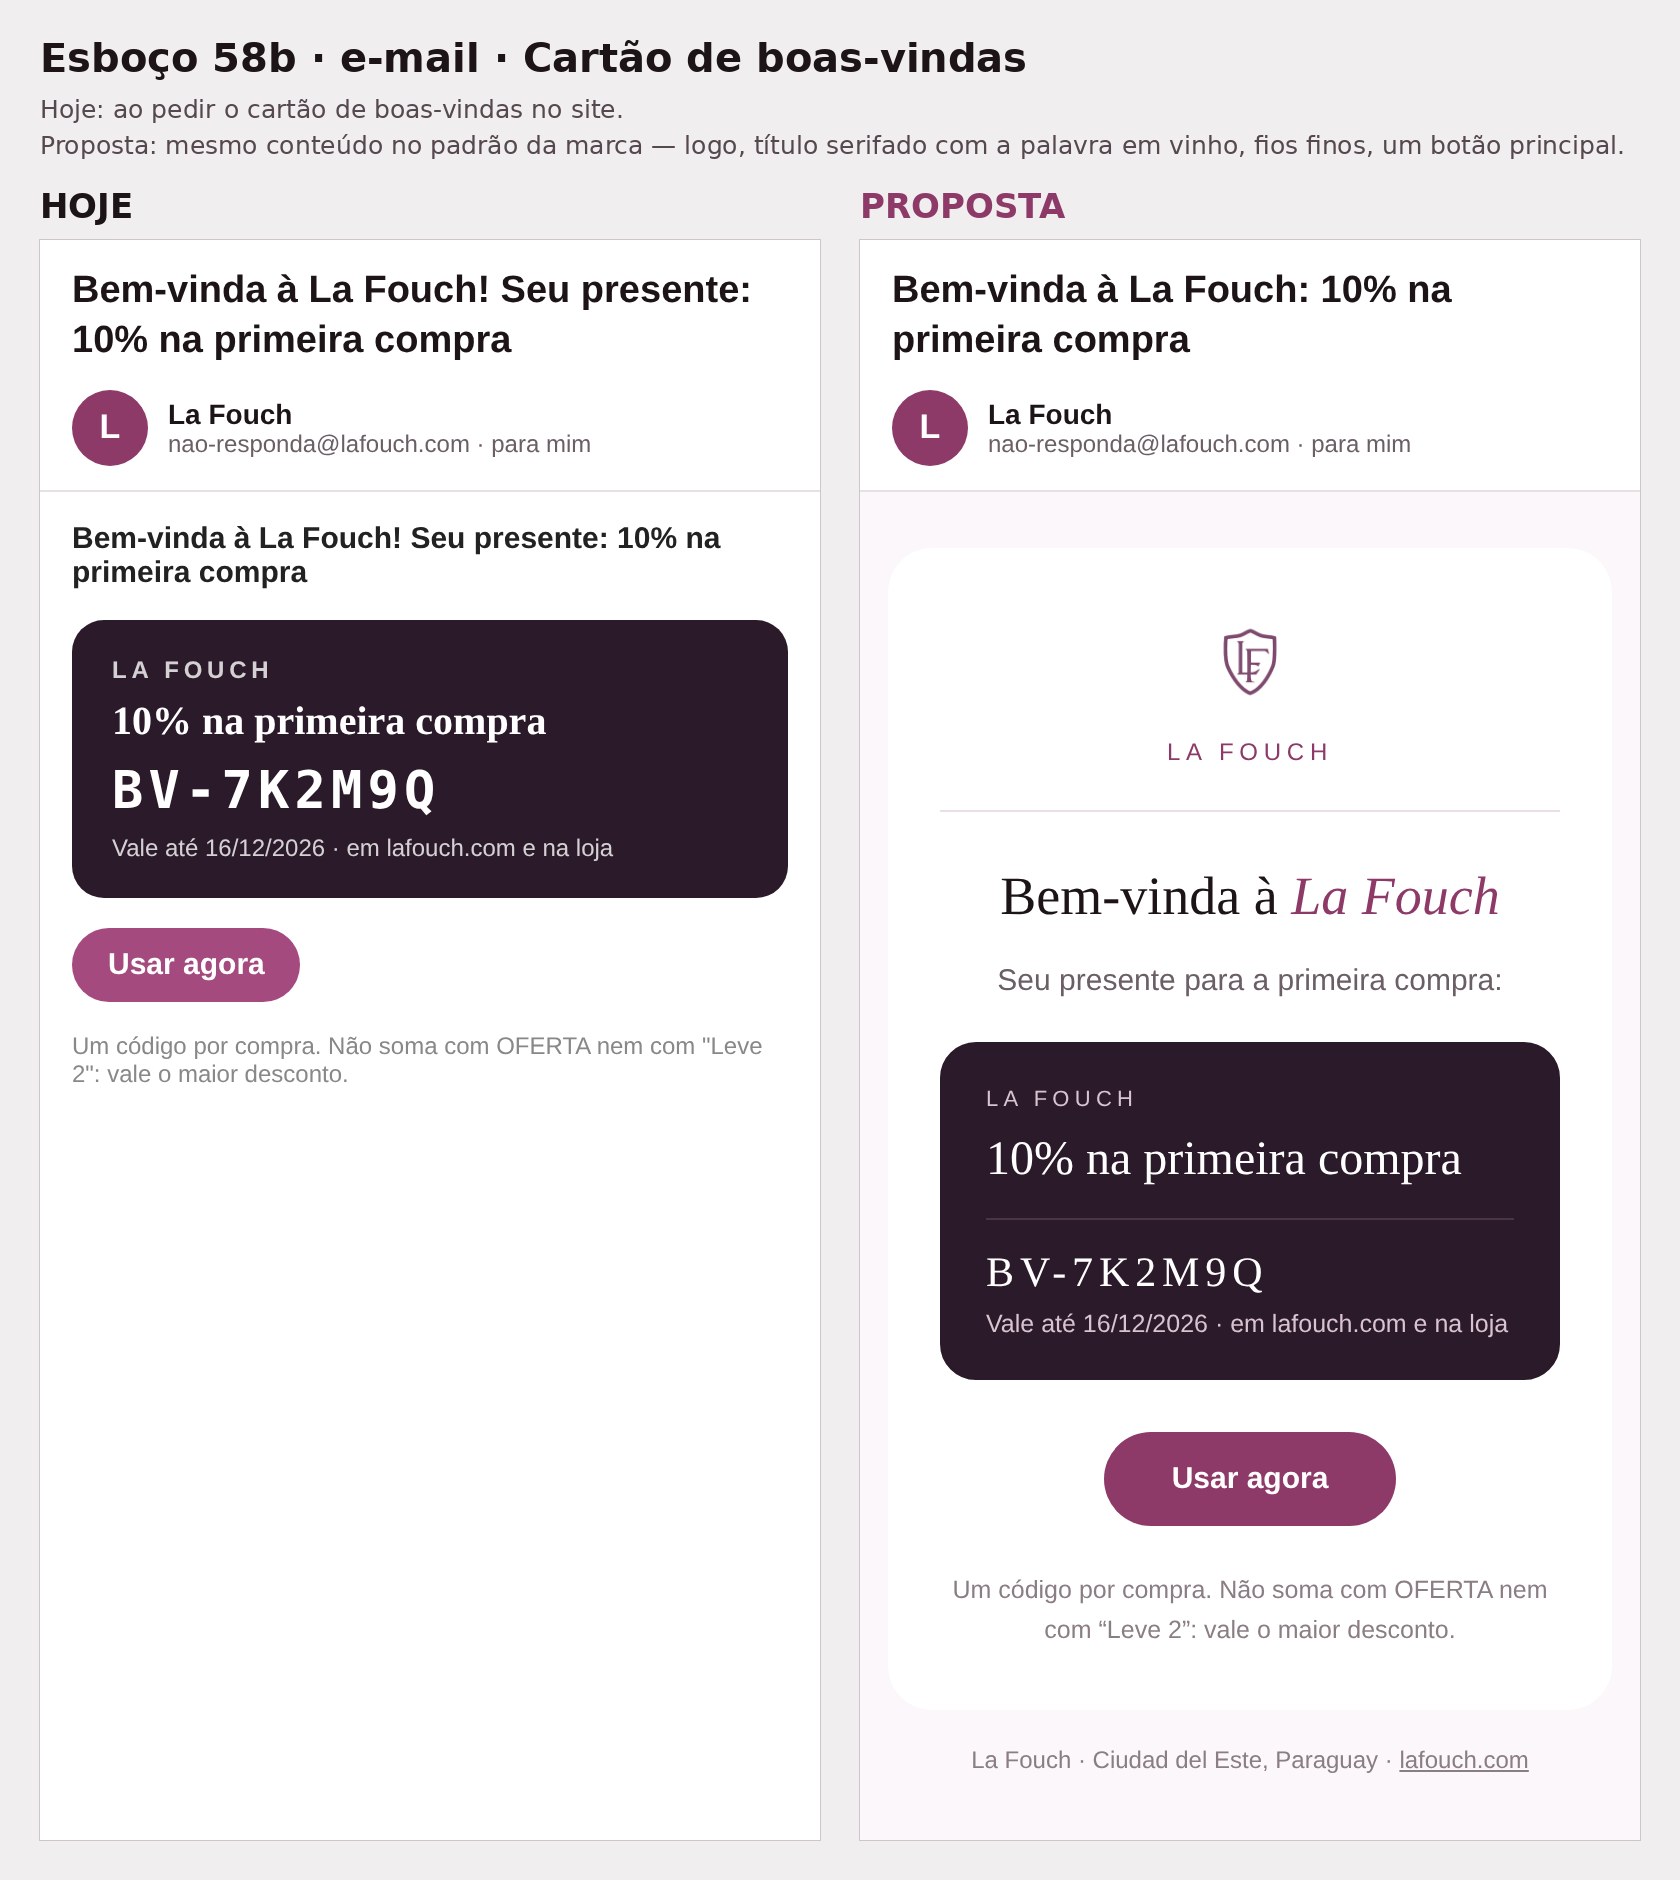 Esboço 58b · e-mail · Cartão de boas-vindas
Hoje: ao pedir o cartão de boas-vindas no site.
Proposta: mesmo conteúdo no padrão da marca — logo, título serifado com a palavra em vinho, fios finos, um botão principal.
HOJE
Bem-vinda à La Fouch! Seu presente:
10% na primeira compra
L
La Fouch
nao-responda@lafouch.com · para mim
Bem-vinda à La Fouch! Seu presente: 10% na
primeira compra
LA FOUCH
10% na primeira compra
BV-7K2M9Q
Vale até 16/12/2026 · em lafouch.com e na loja
Usar agora
Um código por compra. Não soma com OFERTA nem com "Leve
2": vale o maior desconto.
PROPOSTA
Bem-vinda à La Fouch: 10% na
primeira compra
L
La Fouch
nao-responda@lafouch.com · para mim
LF
LA FOUCH
Bem-vinda à La Fouch
Seu presente para a primeira compra:
LA FOUCH
10% na primeira compra
BV-7K2M9Q
Vale até 16/12/2026 · em lafouch.com e na loja
Usar agora
Um código por compra. Não soma com OFERTA nem
com “Leve 2”: vale o maior desconto.
La Fouch · Ciudad del Este, Paraguay · lafouch.com